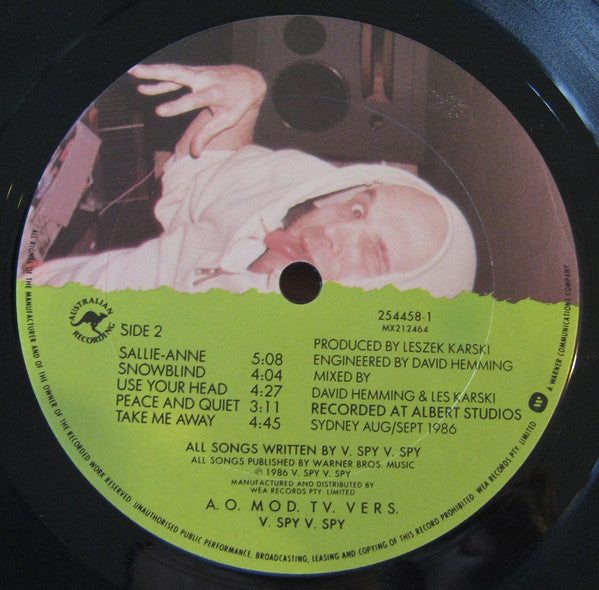 AUSTRALIAN
RECORDING
SIDE 2
SALLIE-ANNE 5:08
SNOWBLIND 4:04
USE YOUR HEAD 4:27
PEACE AND QUIET 3:11
TAKE ME AWAY 4:45
254458-1
MX212464
PRODUCED BY LESZEK KARSKI
ENGINEERED BY DAVID HEMMING
MIXED BY
DAVID HEMMING & LES KARSKI
RECORDED AT ALBERT STUDIOS
SYDNEY AUG/SEPT 1986
ALL SONGS WRITTEN BY V. SPY V. SPY
ALL SONGS PUBLISHED BY WARNER BROS. MUSIC
℗ 1986 V. SPY V. SPY
MANUFACTURED AND DISTRIBUTED BY
WEA RECORDS PTY. LIMITED
A. O. MOD. TV. VERS.
V. SPY V. SPY
ALL RIGHTS OF THE MANUFACTURER AND OF THE OWNER OF THE RECORDED WORK RESERVED. UNAUTHORISED PUBLIC PERFORMANCE, BROADCASTING, LEASING AND COPYING OF THIS RECORD PROHIBITED. WEA RECORDS PTY. LIMITED
A WARNER COMMUNICATIONS COMPANY